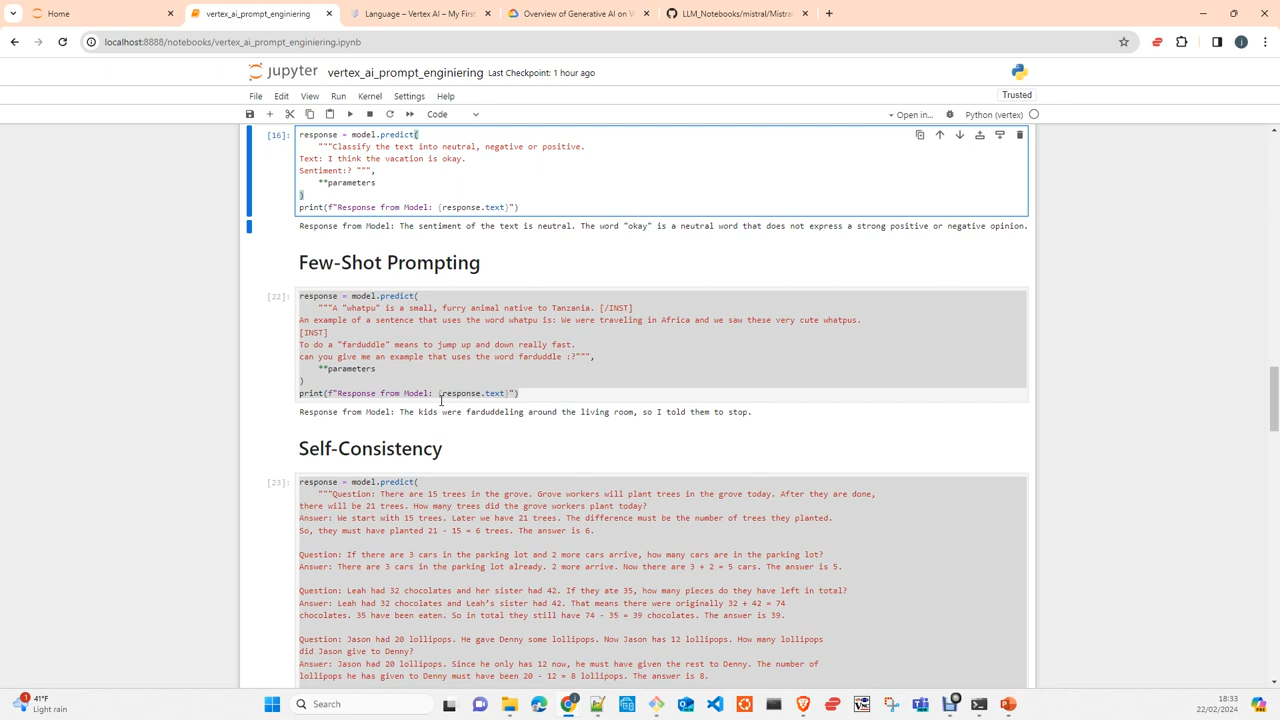 Home
vertex_ai_prompt_enginiering
Language – Vertex AI – My First
Overview of Generative AI on V
LLM_Notebooks/mistral/Mistral
localhost:8888/notebooks/vertex_ai_prompt_enginiering.ipynb
jupyter vertex_ai_prompt_enginiering Last Checkpoint: 1 hour ago
File Edit View Run Kernel Settings Help
Trusted
Code
Open in...
Python (vertex)
[16]: response = model.predict(
"""Classify the text into neutral, negative or positive.
Text: I think the vacation is okay.
Sentiment:? """,
**parameters
)
print(f"Response from Model: {response.text}")
Response from Model: The sentiment of the text is neutral. The word "okay" is a neutral word that does not express a strong positive or negative opinion.
Few-Shot Prompting
[22]: response = model.predict(
"""A "whatpu" is a small, furry animal native to Tanzania. [/INST]
An example of a sentence that uses the word whatpu is: We were traveling in Africa and we saw these very cute whatpus.
[INST]
To do a "farduddle" means to jump up and down really fast.
can you give me an example that uses the word farduddle :?""",
**parameters
)
print(f"Response from Model: {response.text}")
Response from Model: The kids were farduddeling around the living room, so I told them to stop.
Self-Consistency
[23]: response = model.predict(
"""Question: There are 15 trees in the grove. Grove workers will plant trees in the grove today. After they are done,
there will be 21 trees. How many trees did the grove workers plant today?
Answer: We start with 15 trees. Later we have 21 trees. The difference must be the number of trees they planted.
So, they must have planted 21 - 15 = 6 trees. The answer is 6.
Question: If there are 3 cars in the parking lot and 2 more cars arrive, how many cars are in the parking lot?
Answer: There are 3 cars in the parking lot already. 2 more arrive. Now there are 3 + 2 = 5 cars. The answer is 5.
Question: Leah had 32 chocolates and her sister had 42. If they ate 35, how many pieces do they have left in total?
Answer: Leah had 32 chocolates and Leah's sister had 42. That means there were originally 32 + 42 = 74
chocolates. 35 have been eaten. So in total they still have 74 - 35 = 39 chocolates. The answer is 39.
Question: Jason had 20 lollipops. He gave Denny some lollipops. Now Jason has 12 lollipops. How many lollipops
did Jason give to Denny?
Answer: Jason had 20 lollipops. Since he only has 12 now, he must have given the rest to Denny. The number of
lollipops he has given to Denny must have been 20 - 12 = 8 lollipops. The answer is 8.
41°F
Light rain
Search
18:33
22/02/2024